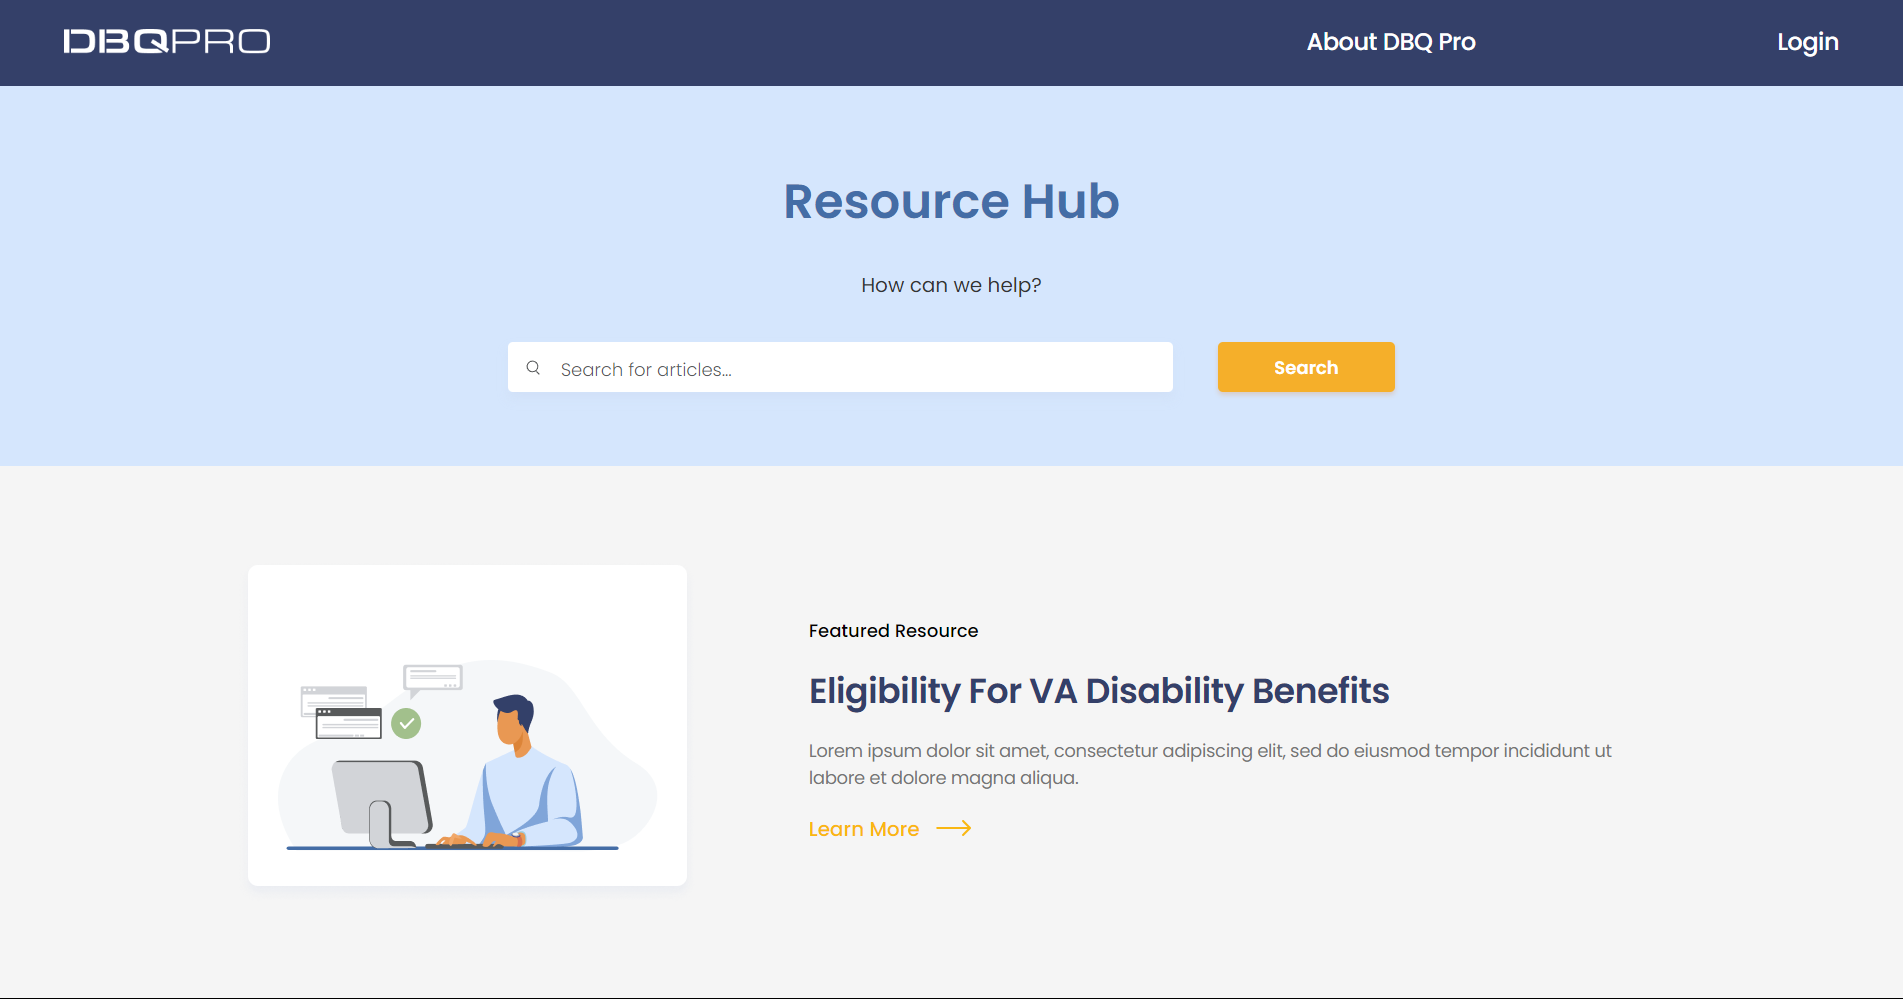 DBQPRO
About DBQ Pro
Login
Resource Hub
How can we help?
Search for articles...
Search
Featured Resource
Eligibility For VA Disability Benefits
Lorem ipsum dolor sit amet, consectetur adipiscing elit, sed do eiusmod tempor incididunt ut
labore et dolore magna aliqua.
Learn More